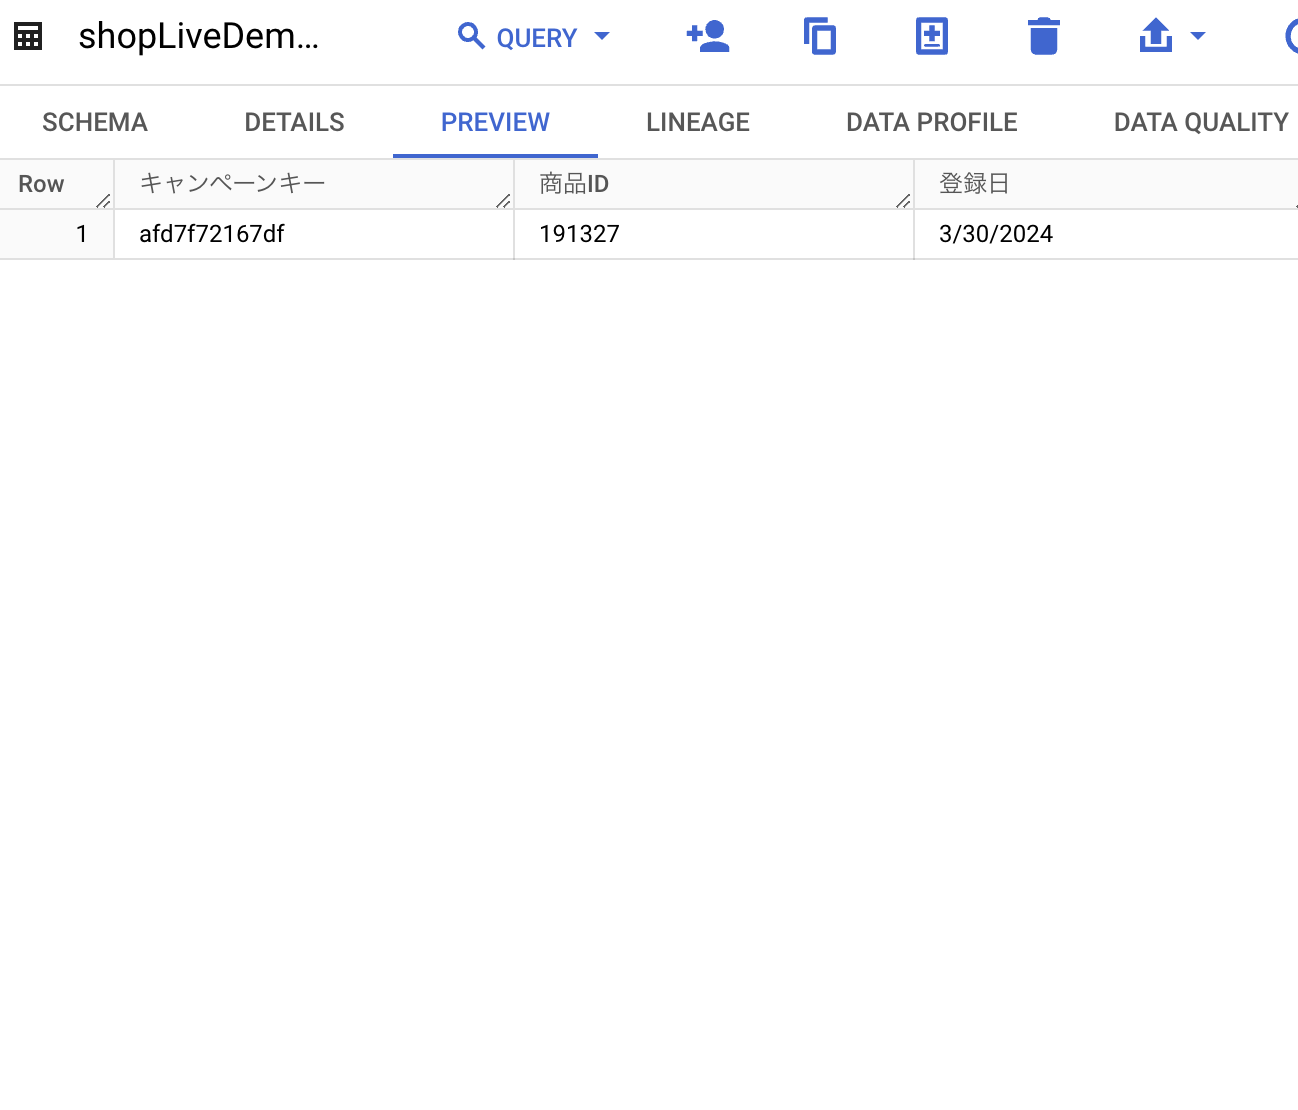 shopLiveDem...
QUERY
SCHEMA DETAILS PREVIEW LINEAGE DATA PROFILE DATA QUALITY
Row キャンペーンキー 商品ID 登録日
1 afd7f72167df 191327 3/30/2024